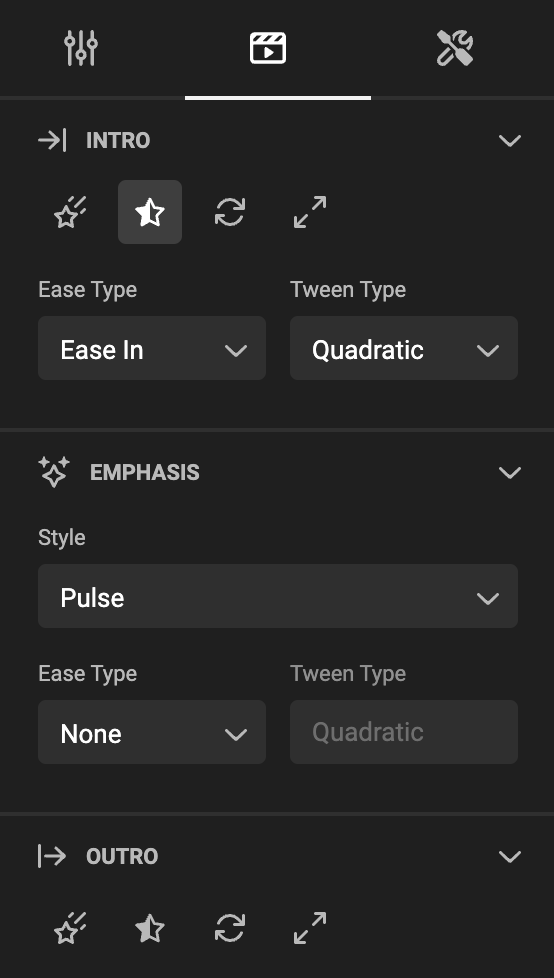 INTRO
Ease Type Tween Type
Ease In Quadratic
EMPHASIS
Style
Pulse
Ease Type Tween Type
None Quadratic
OUTRO